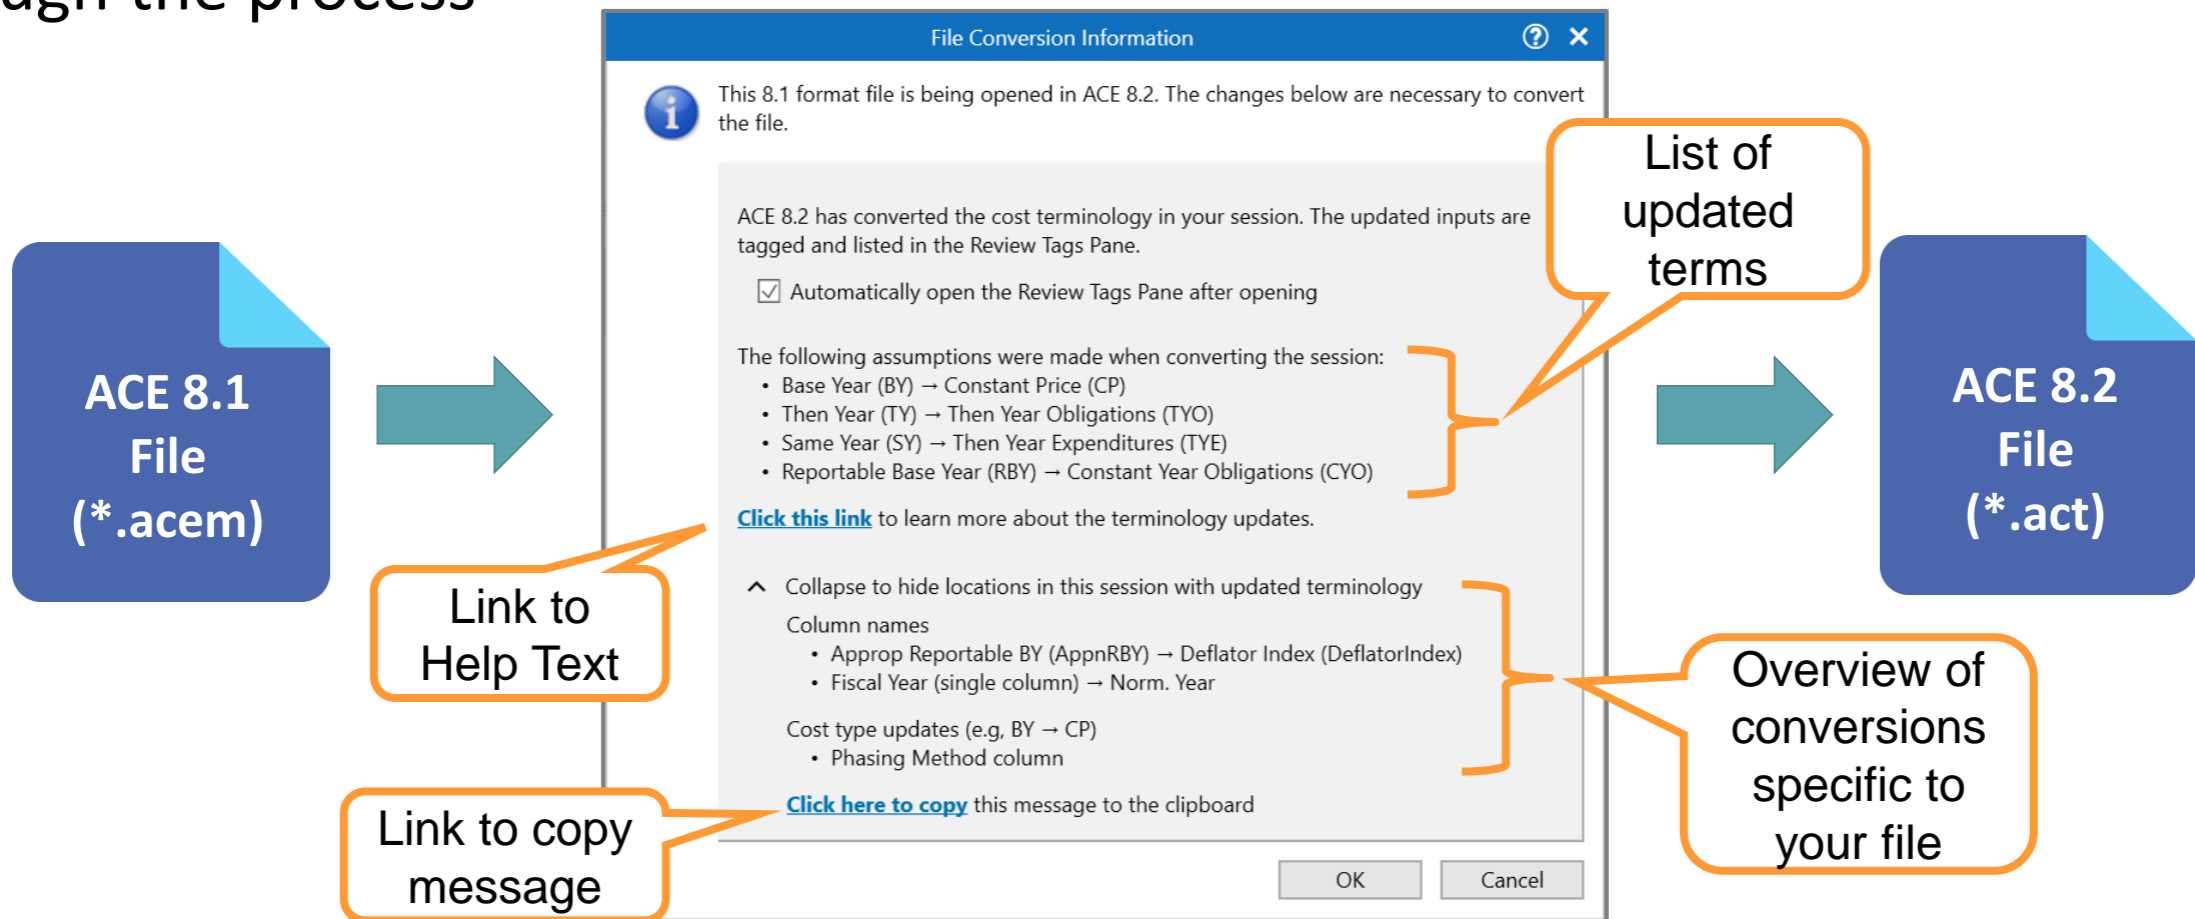 ugh the process
File Conversion Information
This 8.1 format file is being opened in ACE 8.2. The changes below are necessary to convert
the file.
ACE 8.2 has converted the cost terminology in your session. The updated inputs are
tagged and listed in the Review Tags Pane.
Automatically open the Review Tags Pane after opening
The following assumptions were made when converting the session:
• Base Year (BY) → Constant Price (CP)
• Then Year (TY) → Then Year Obligations (TYO)
• Same Year (SY) → Then Year Expenditures (TYE)
• Reportable Base Year (RBY) → Constant Year Obligations (CYO)
Click this link to learn more about the terminology updates.
Collapse to hide locations in this session with updated terminology
Column names
• Approp Reportable BY (AppnRBY) → Deflator Index (DeflatorIndex)
• Fiscal Year (single column) → Norm. Year
Cost type updates (e.g, BY → CP)
• Phasing Method column
Click here to copy this message to the clipboard
OK
Cancel
ACE 8.1
File
(*.acem)
List of
updated
terms
ACE 8.2
File
(*.act)
Link to
Help Text
Link to copy
message
Overview of
conversions
specific to
your file